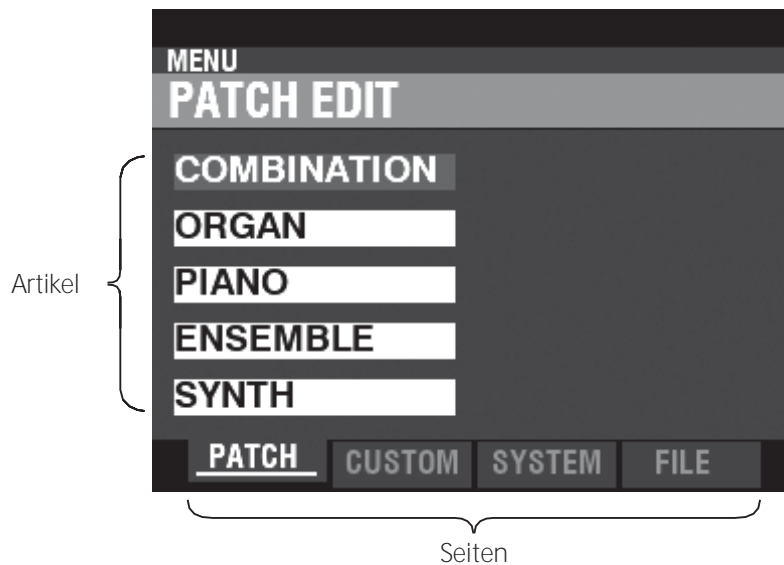 MENU
PATCH EDIT
COMBINATION
ORGAN
Artikel
PIANO
ENSEMBLE
SYNTH
PATCH CUSTOM SYSTEM FILE
Seiten